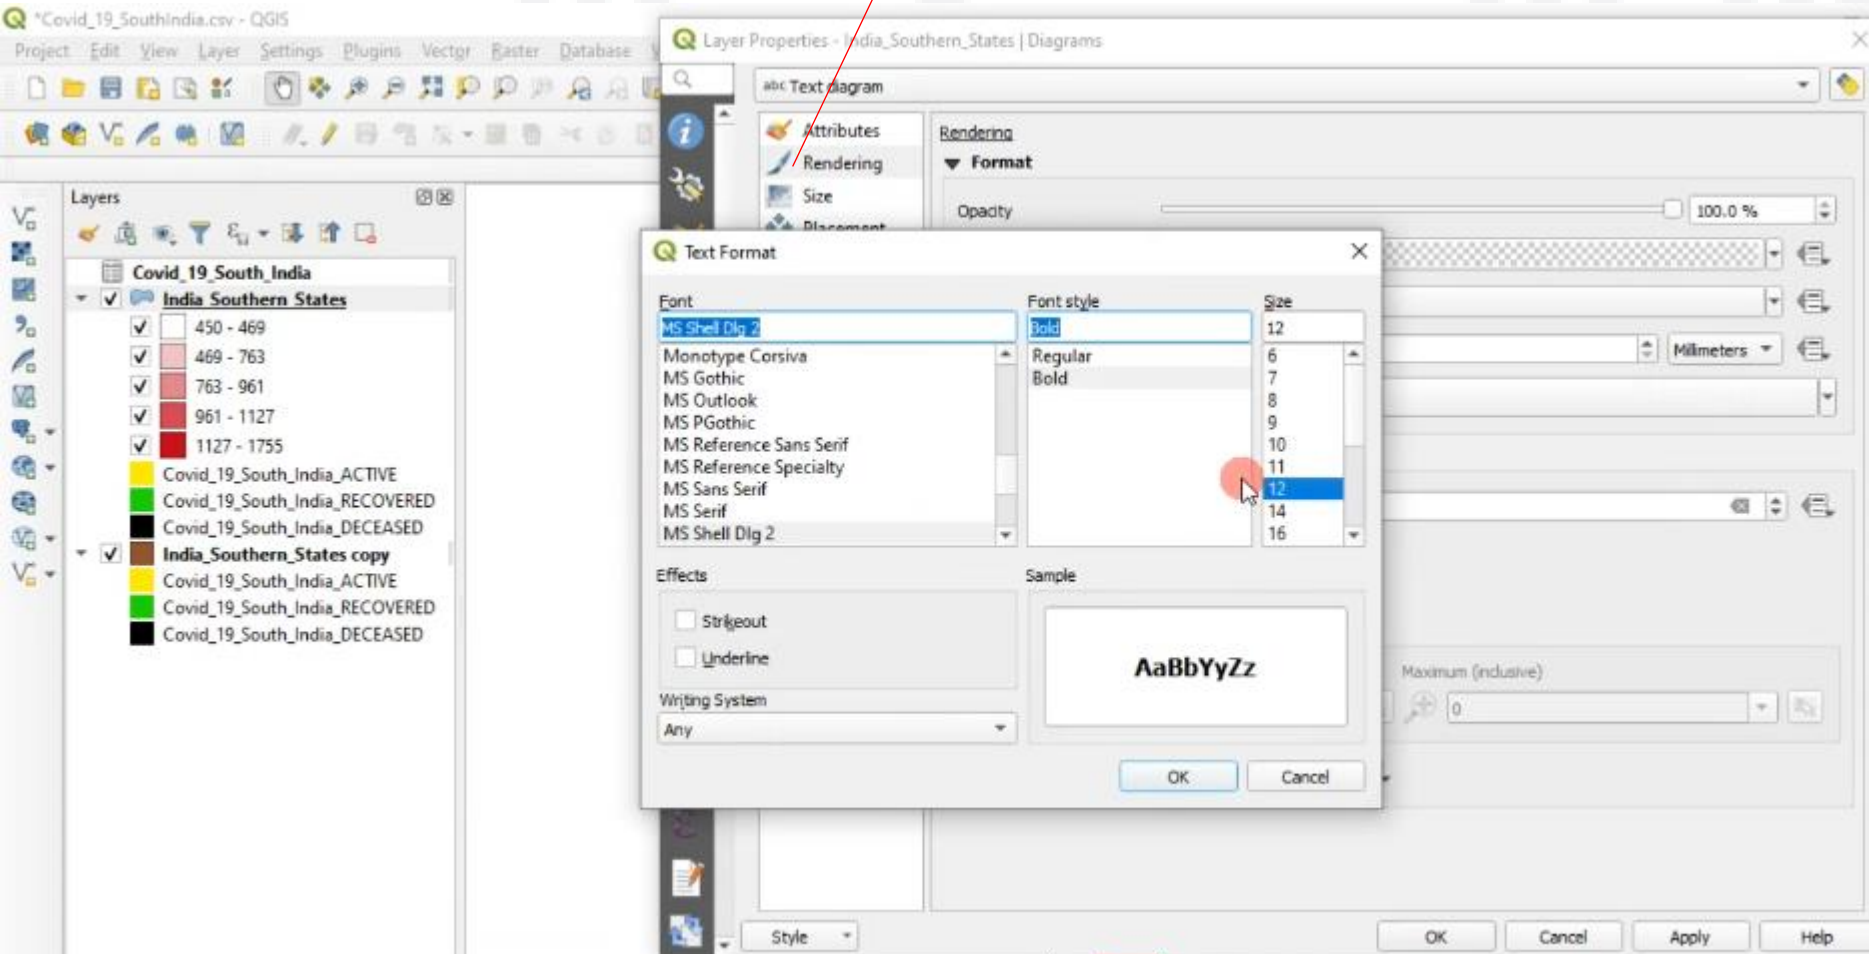 *Covid_19_SouthIndia.csv - QGIS
Project Edit View Layer Settings Plugins Vector Raster Database
Layers
Covid_19_South_India
India_Southern_States
450 - 469
469 - 763
763 - 961
961 - 1127
1127 - 1755
Covid_19_South_India_ACTIVE
Covid_19_South_India_RECOVERED
Covid_19_South_India_DECEASED
India_Southern_States copy
Covid_19_South_India_ACTIVE
Covid_19_South_India_RECOVERED
Covid_19_South_India_DECEASED
Layer Properties - India_Southern_States | Diagrams
abc Text diagram
Attributes
Rendering
Size
Placement
Rendering
Format
Opacity
100.0 %
Millimeters
Maximum (inclusive)
0
Text Format
Font
MS Shell Dlg 2
Monotype Corsiva
MS Gothic
MS Outlook
MS PGothic
MS Reference Sans Serif
MS Reference Specialty
MS Sans Serif
MS Serif
MS Shell Dlg 2
Font style
Bold
Regular
Bold
Size
12
6
7
8
9
10
11
12
14
16
Effects
Strikeout
Underline
Writing System
Any
Sample
AaBbYyZz
OK Cancel
Style
OK Cancel Apply Help